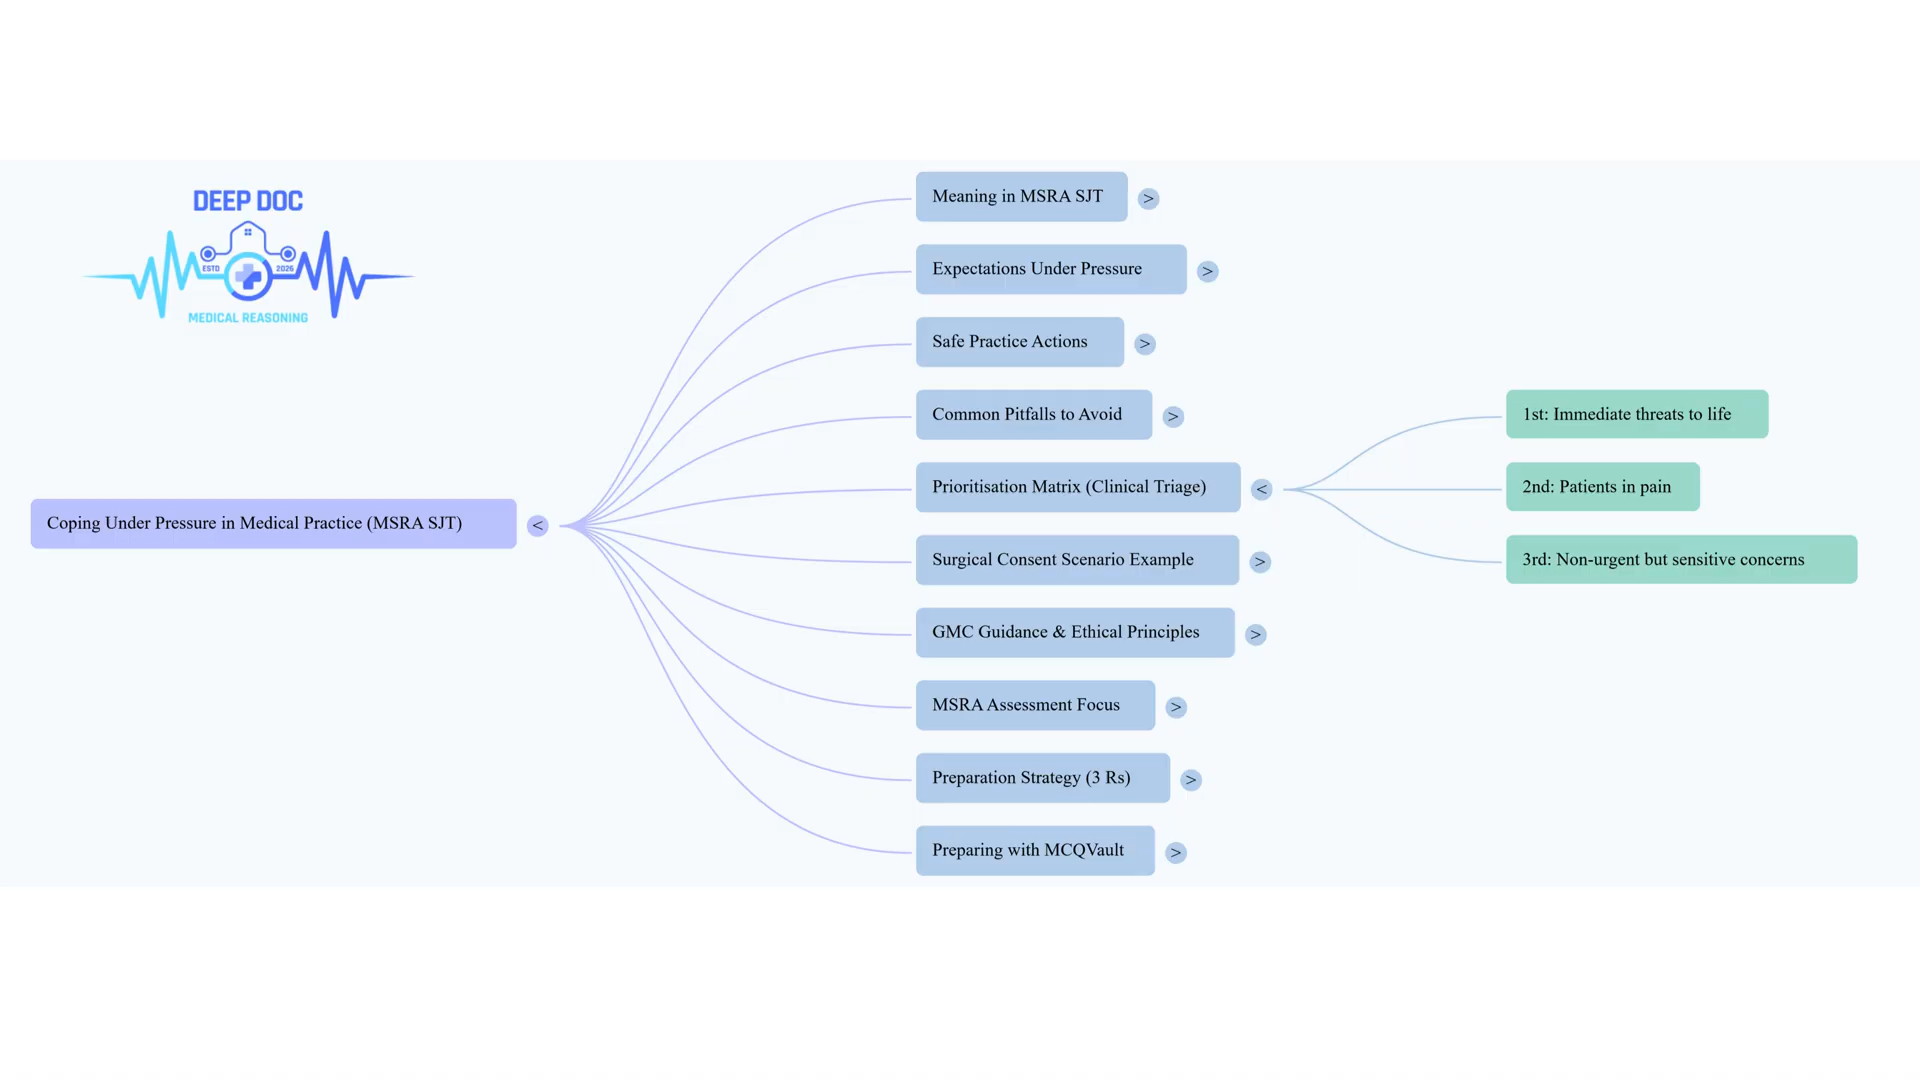 DEEP DOC
ESTD
2026
MEDICAL REASONING
Coping Under Pressure in Medical Practice (MSRA SJT)
<
Meaning in MSRA SJT
>
Expectations Under Pressure
>
Safe Practice Actions
>
Common Pitfalls to Avoid
>
Prioritisation Matrix (Clinical Triage)
<
Surgical Consent Scenario Example
>
GMC Guidance & Ethical Principles
>
MSRA Assessment Focus
>
Preparation Strategy (3 Rs)
>
Preparing with MCQVault
>
1st: Immediate threats to life
2nd: Patients in pain
3rd: Non-urgent but sensitive concerns